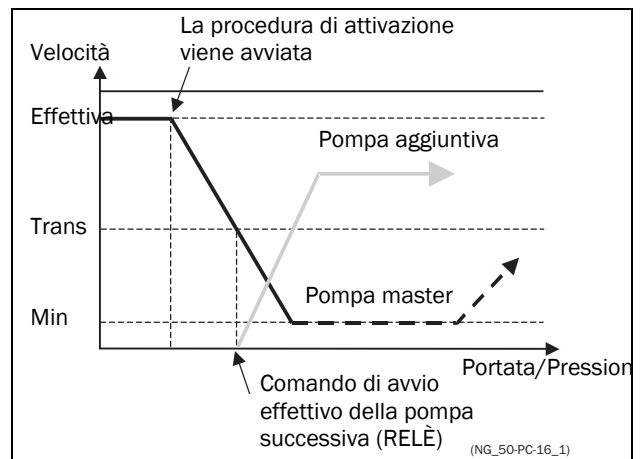 La procedura di attivazione
viene avviata
Velocità
Effettiva
Pompa aggiuntiva
Trans
Pompa master
Min
Portata/Pression
Comando di avvio
effettivo della pompa
successiva (RELÈ)
(NG_50-PC-16_1)